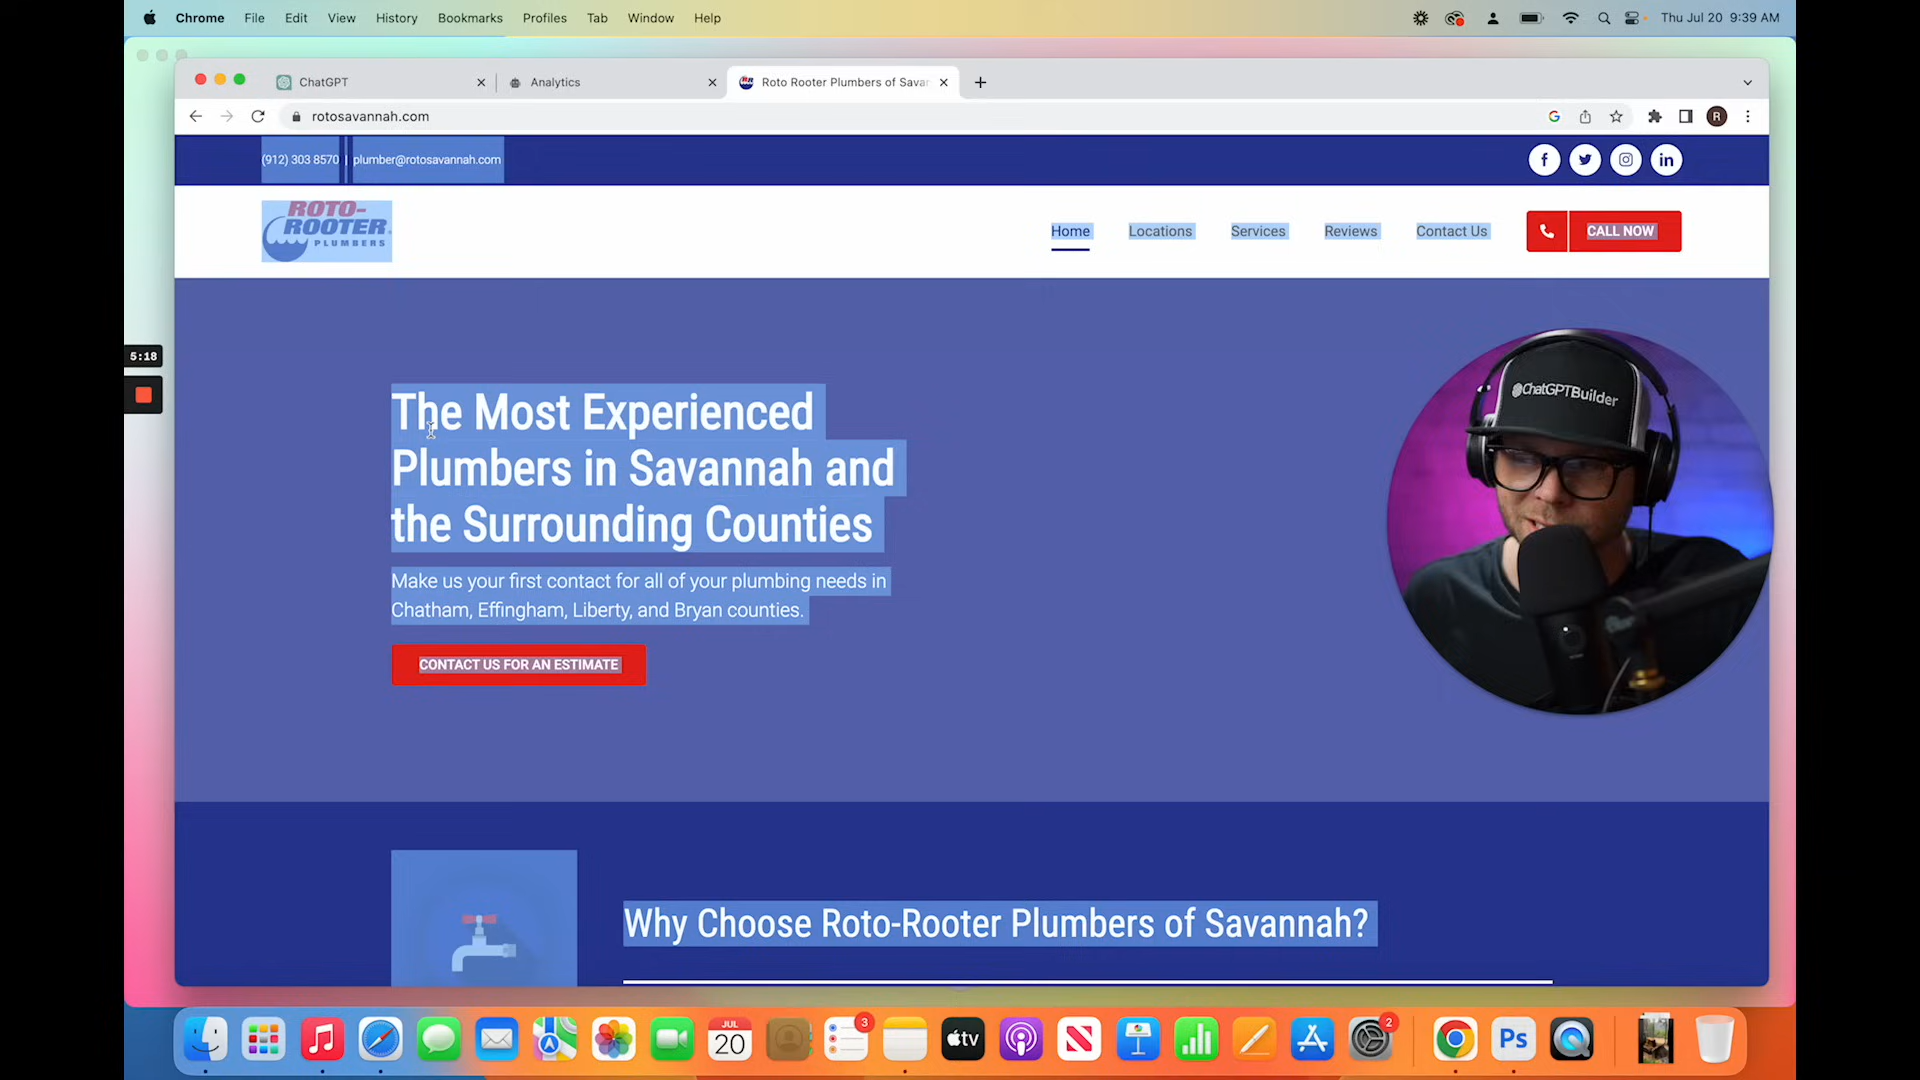 Chrome File Edit View History Bookmarks Profiles Tab Window Help Thu Jul 20 9:39 AM
ChatGPT Analytics Roto Rooter Plumbers of Savan
rotosavannah.com R
(912) 303 8570 | plumber@rotosavannah.com
ROTO-
ROOTER
PLUMBERS
Home Locations Services Reviews Contact Us CALL NOW
5:18
ChatGPTBuilder
The Most Experienced
Plumbers in Savannah and
the Surrounding Counties
Make us your first contact for all of your plumbing needs in
Chatham, Effingham, Liberty, and Bryan counties.
CONTACT US FOR AN ESTIMATE
Why Choose Roto-Rooter Plumbers of Savannah?
JUL
20
3
tv
2
Ps